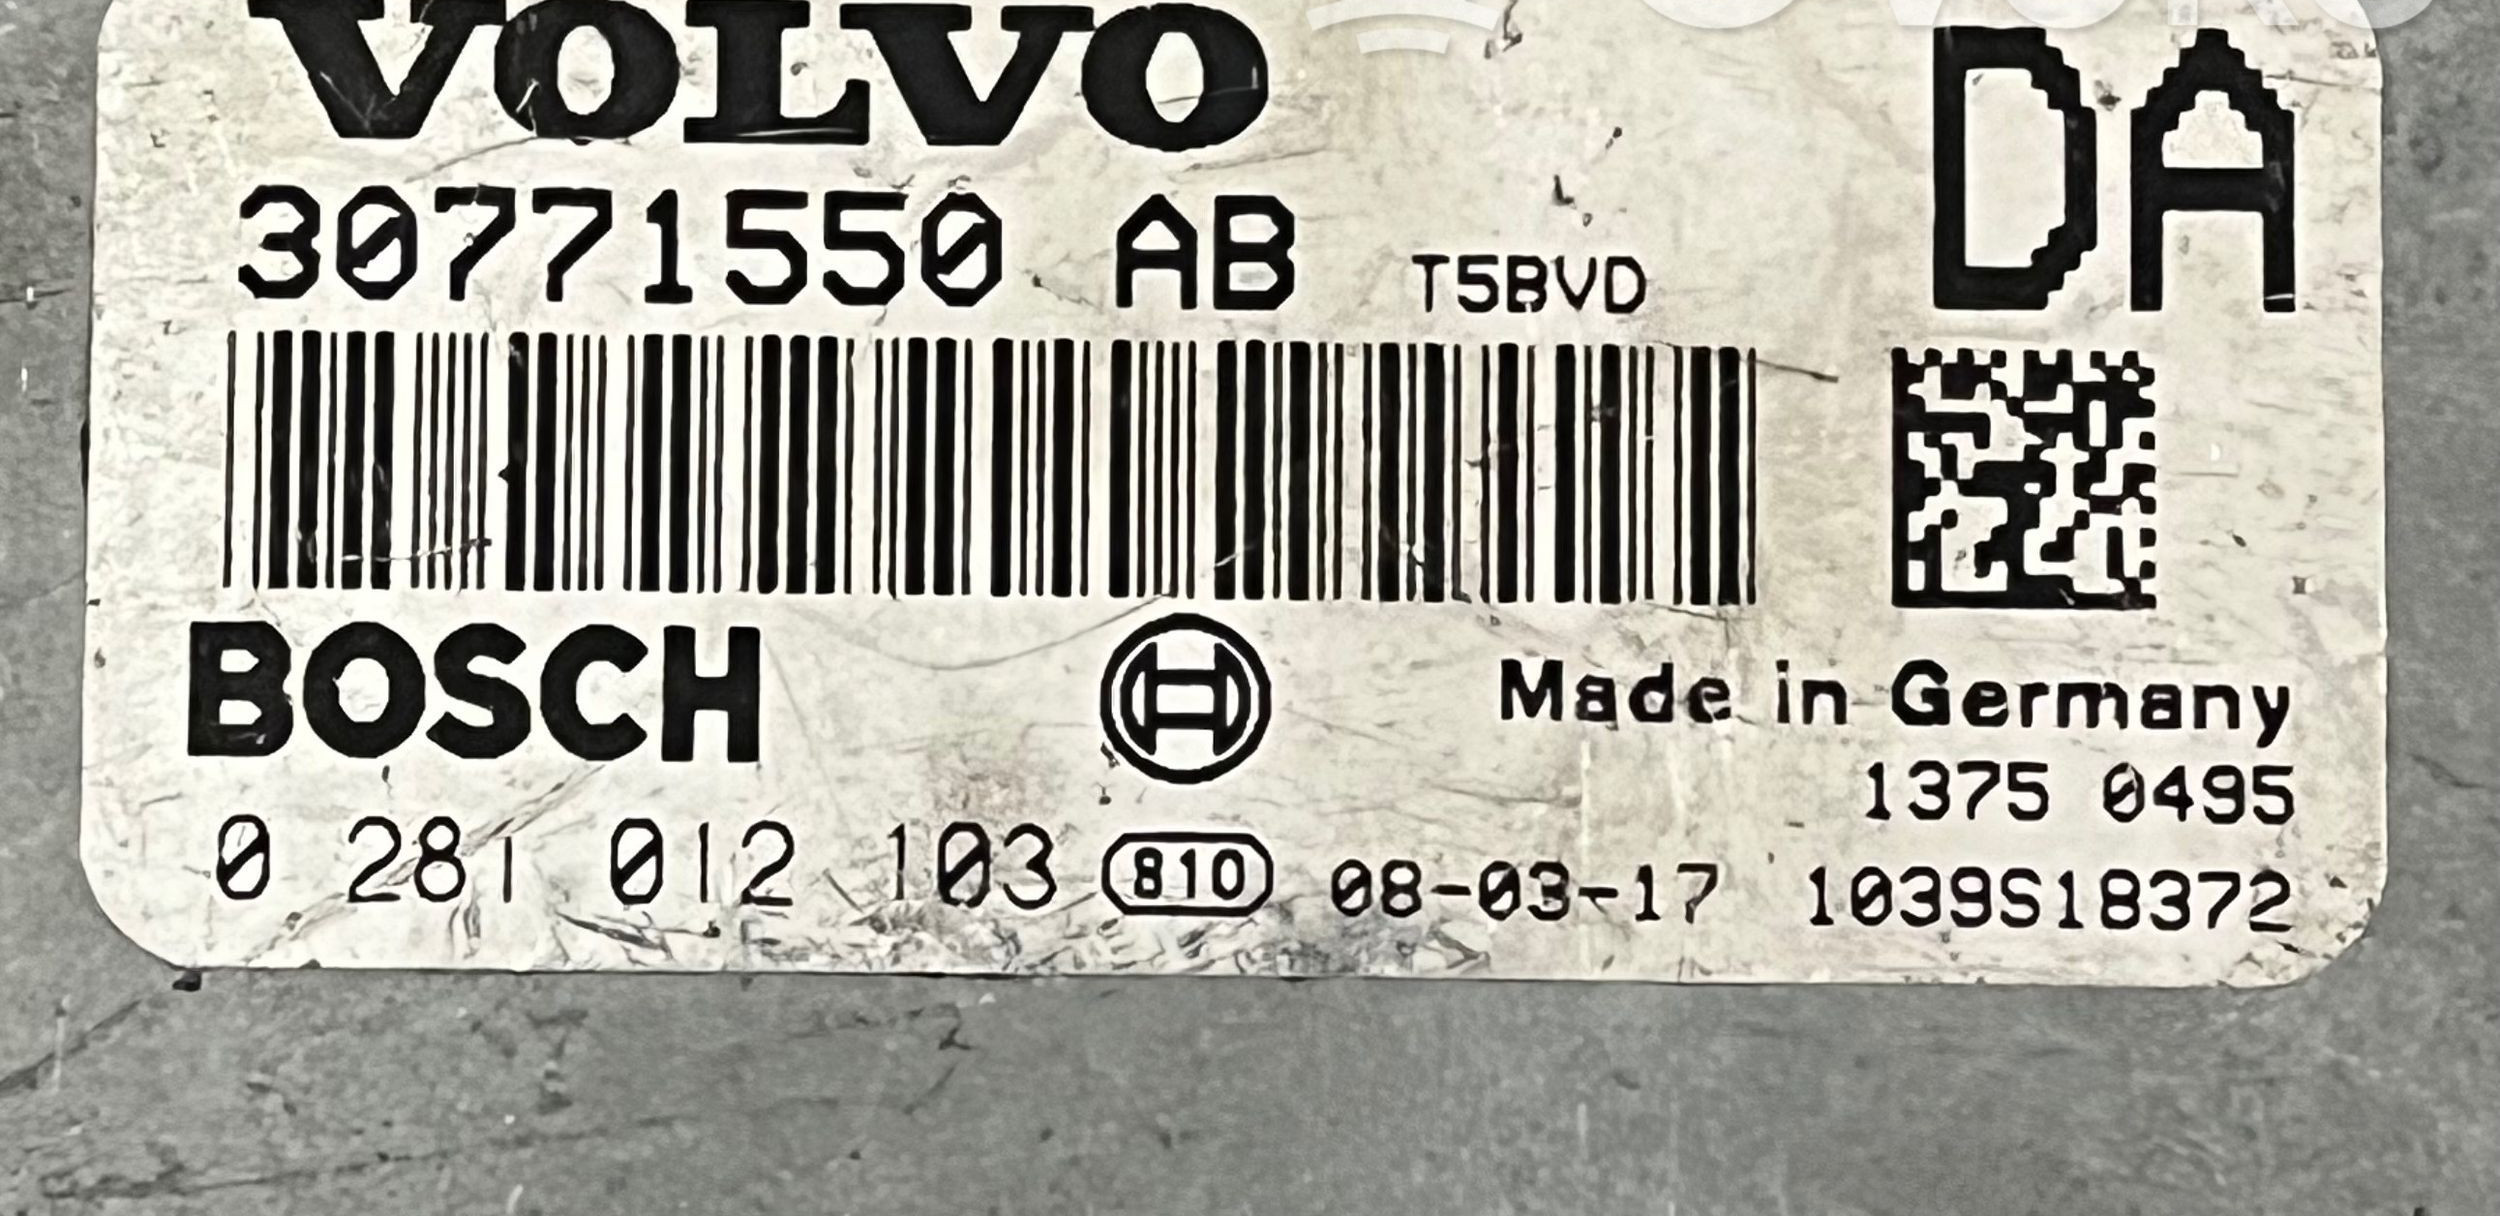 VOLVO
DA
30771550 AB T5BVD
BOSCH
Made in Germany
1375 0495
0 281 012 103 810 08-03-17 1039S18372